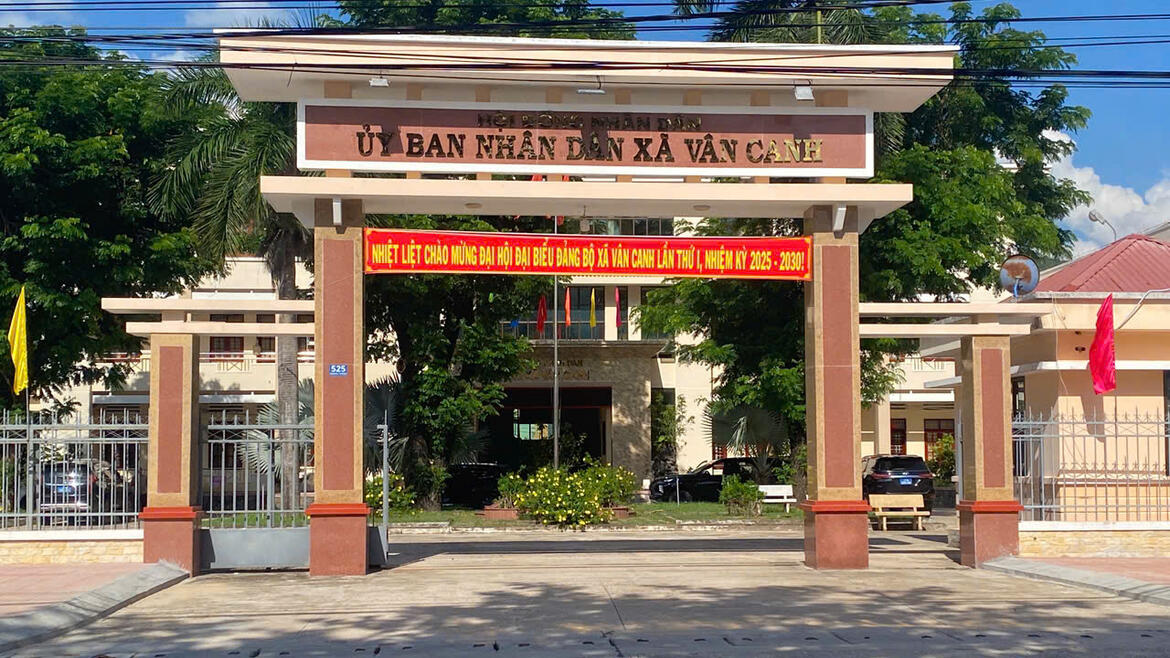 HỘI ĐỒNG NHÂN DÂN
ỦY BAN NHÂN DÂN XÃ VÂN CANH
NHIỆT LIỆT CHÀO MỪNG ĐẠI HỘI ĐẠI BIỂU ĐẢNG BỘ XÃ VÂN CANH LẦN THỨ I, NHIỆM KỲ 2025 - 2030!
525